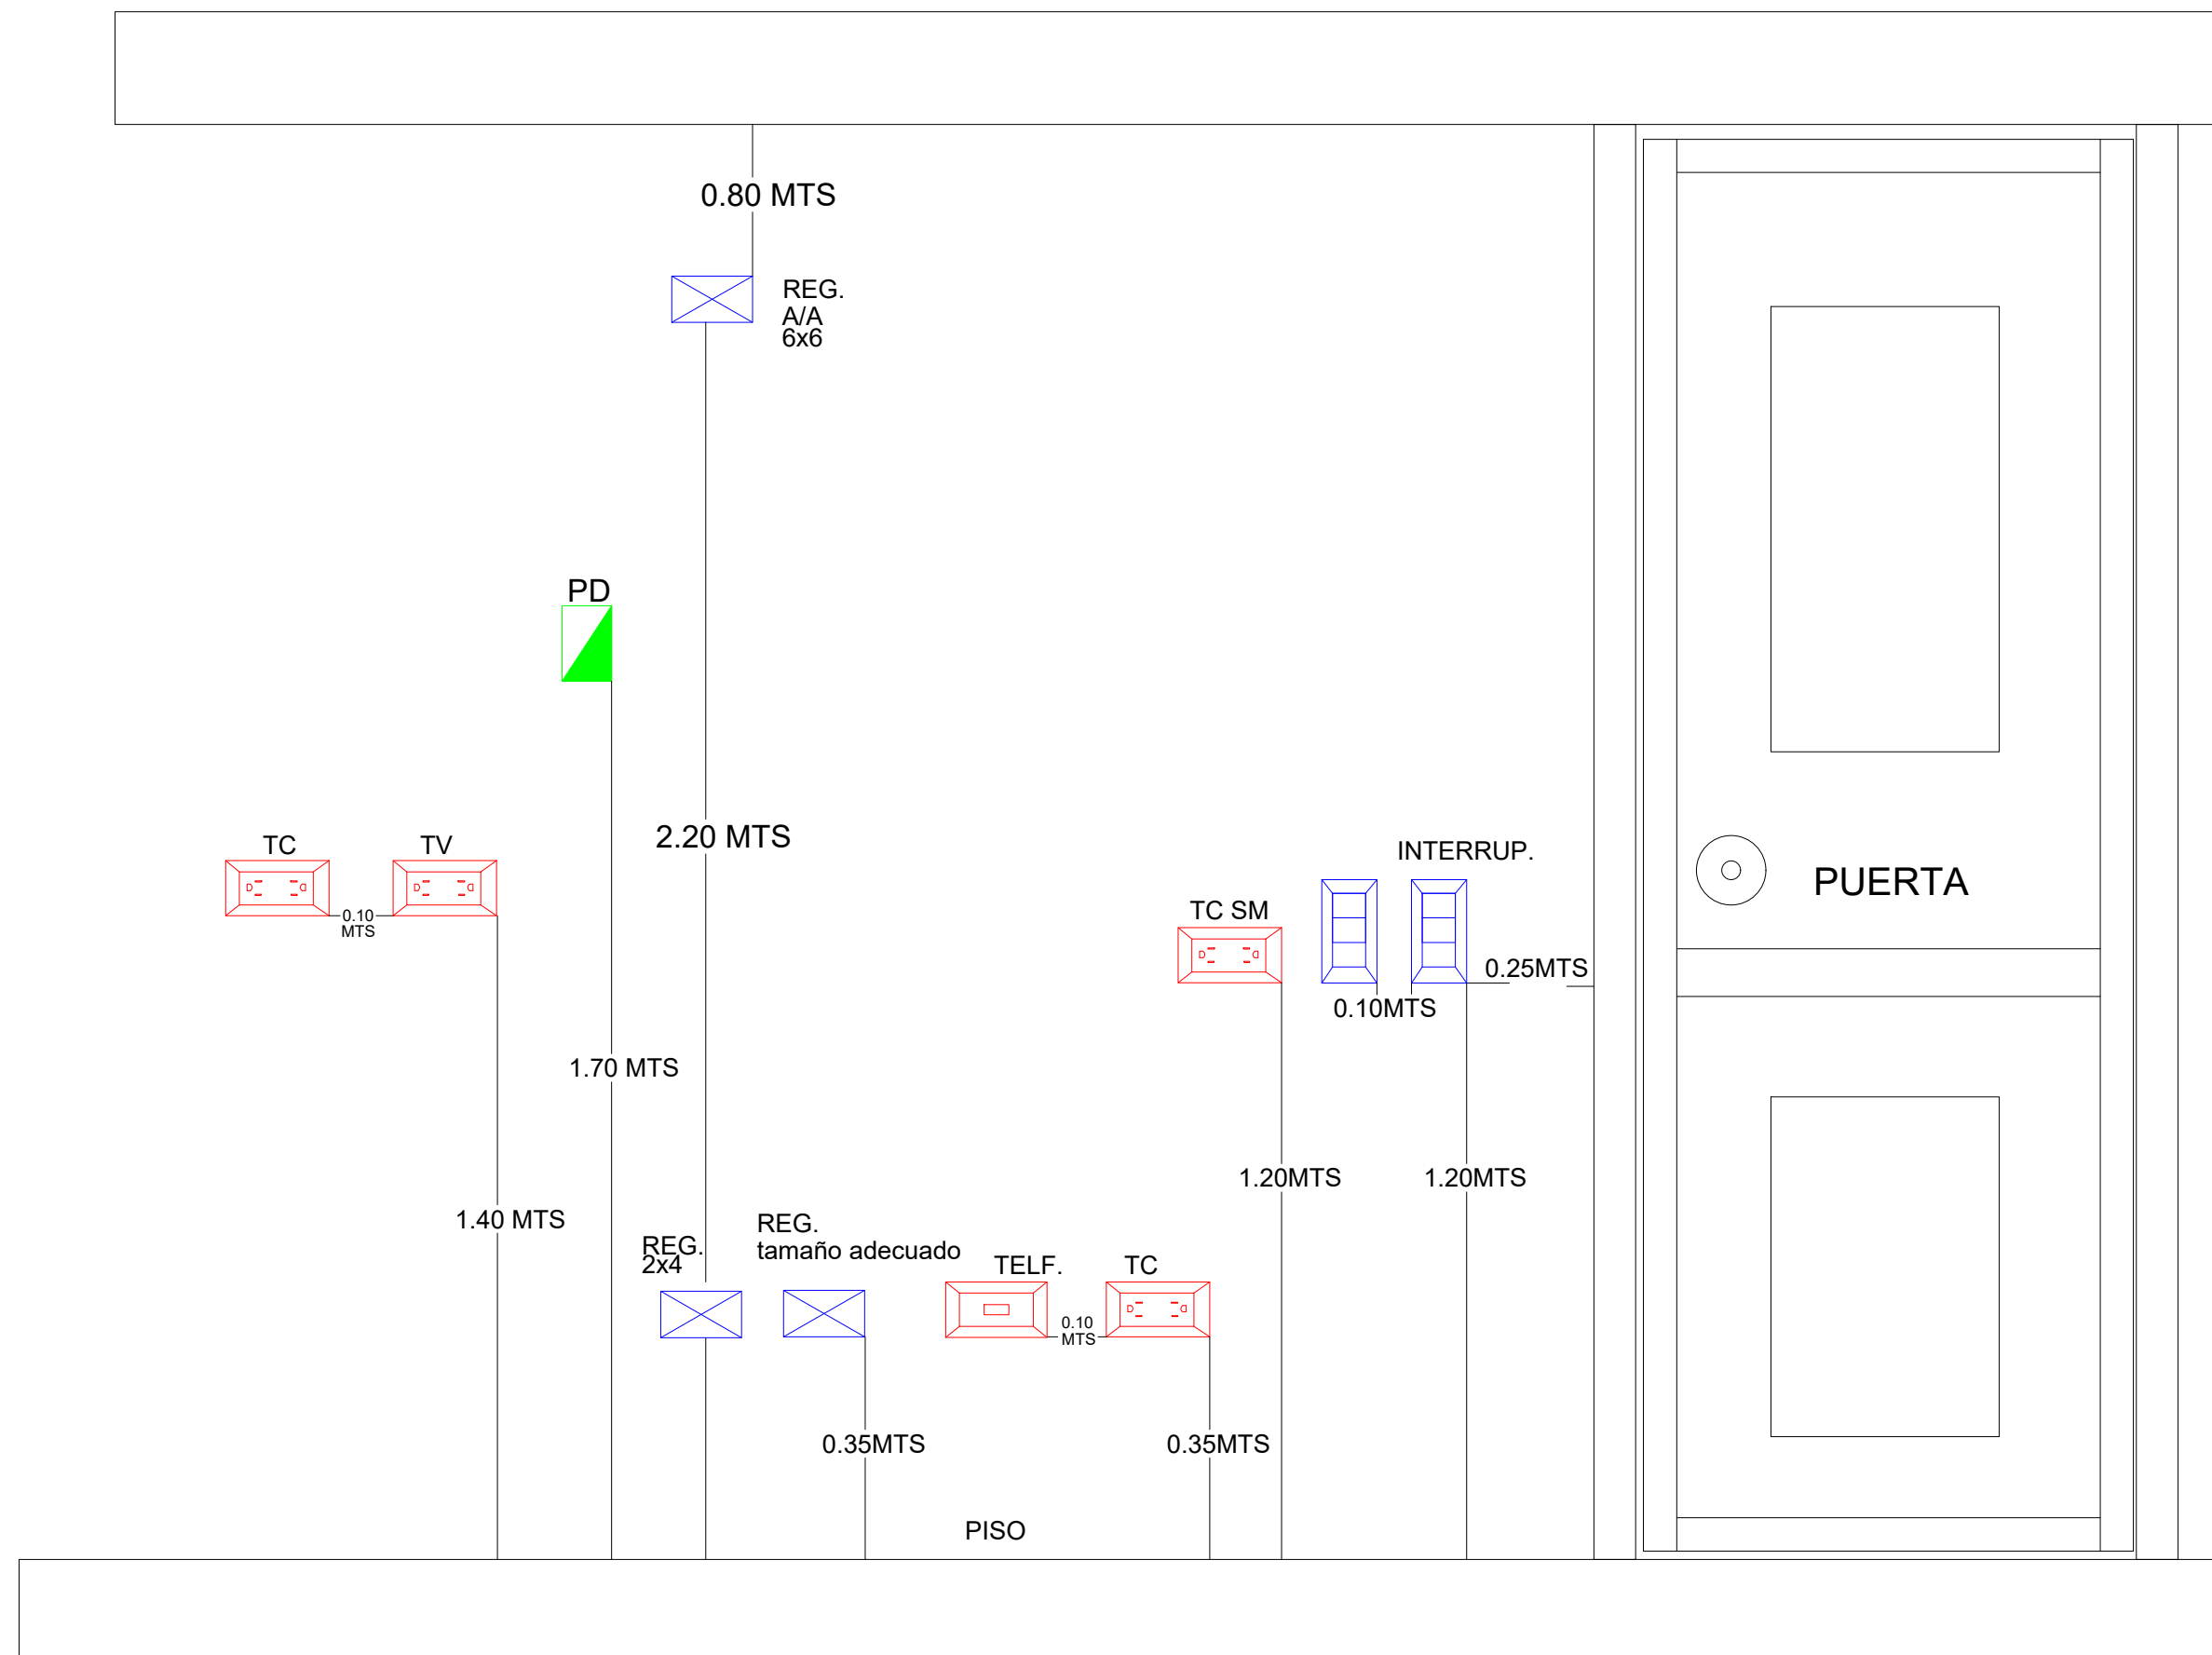 0.80 MTS
REG.
A/A
6x6
PD
2.20 MTS
TC
TV
0.10
MTS
INTERRUP.
PUERTA
TC SM
0.25MTS
0.10MTS
1.70 MTS
1.20MTS
1.20MTS
1.40 MTS
REG.
2x4
REG.
tamaño adecuado
TELF.
TC
0.10
MTS
0.35MTS
0.35MTS
PISO